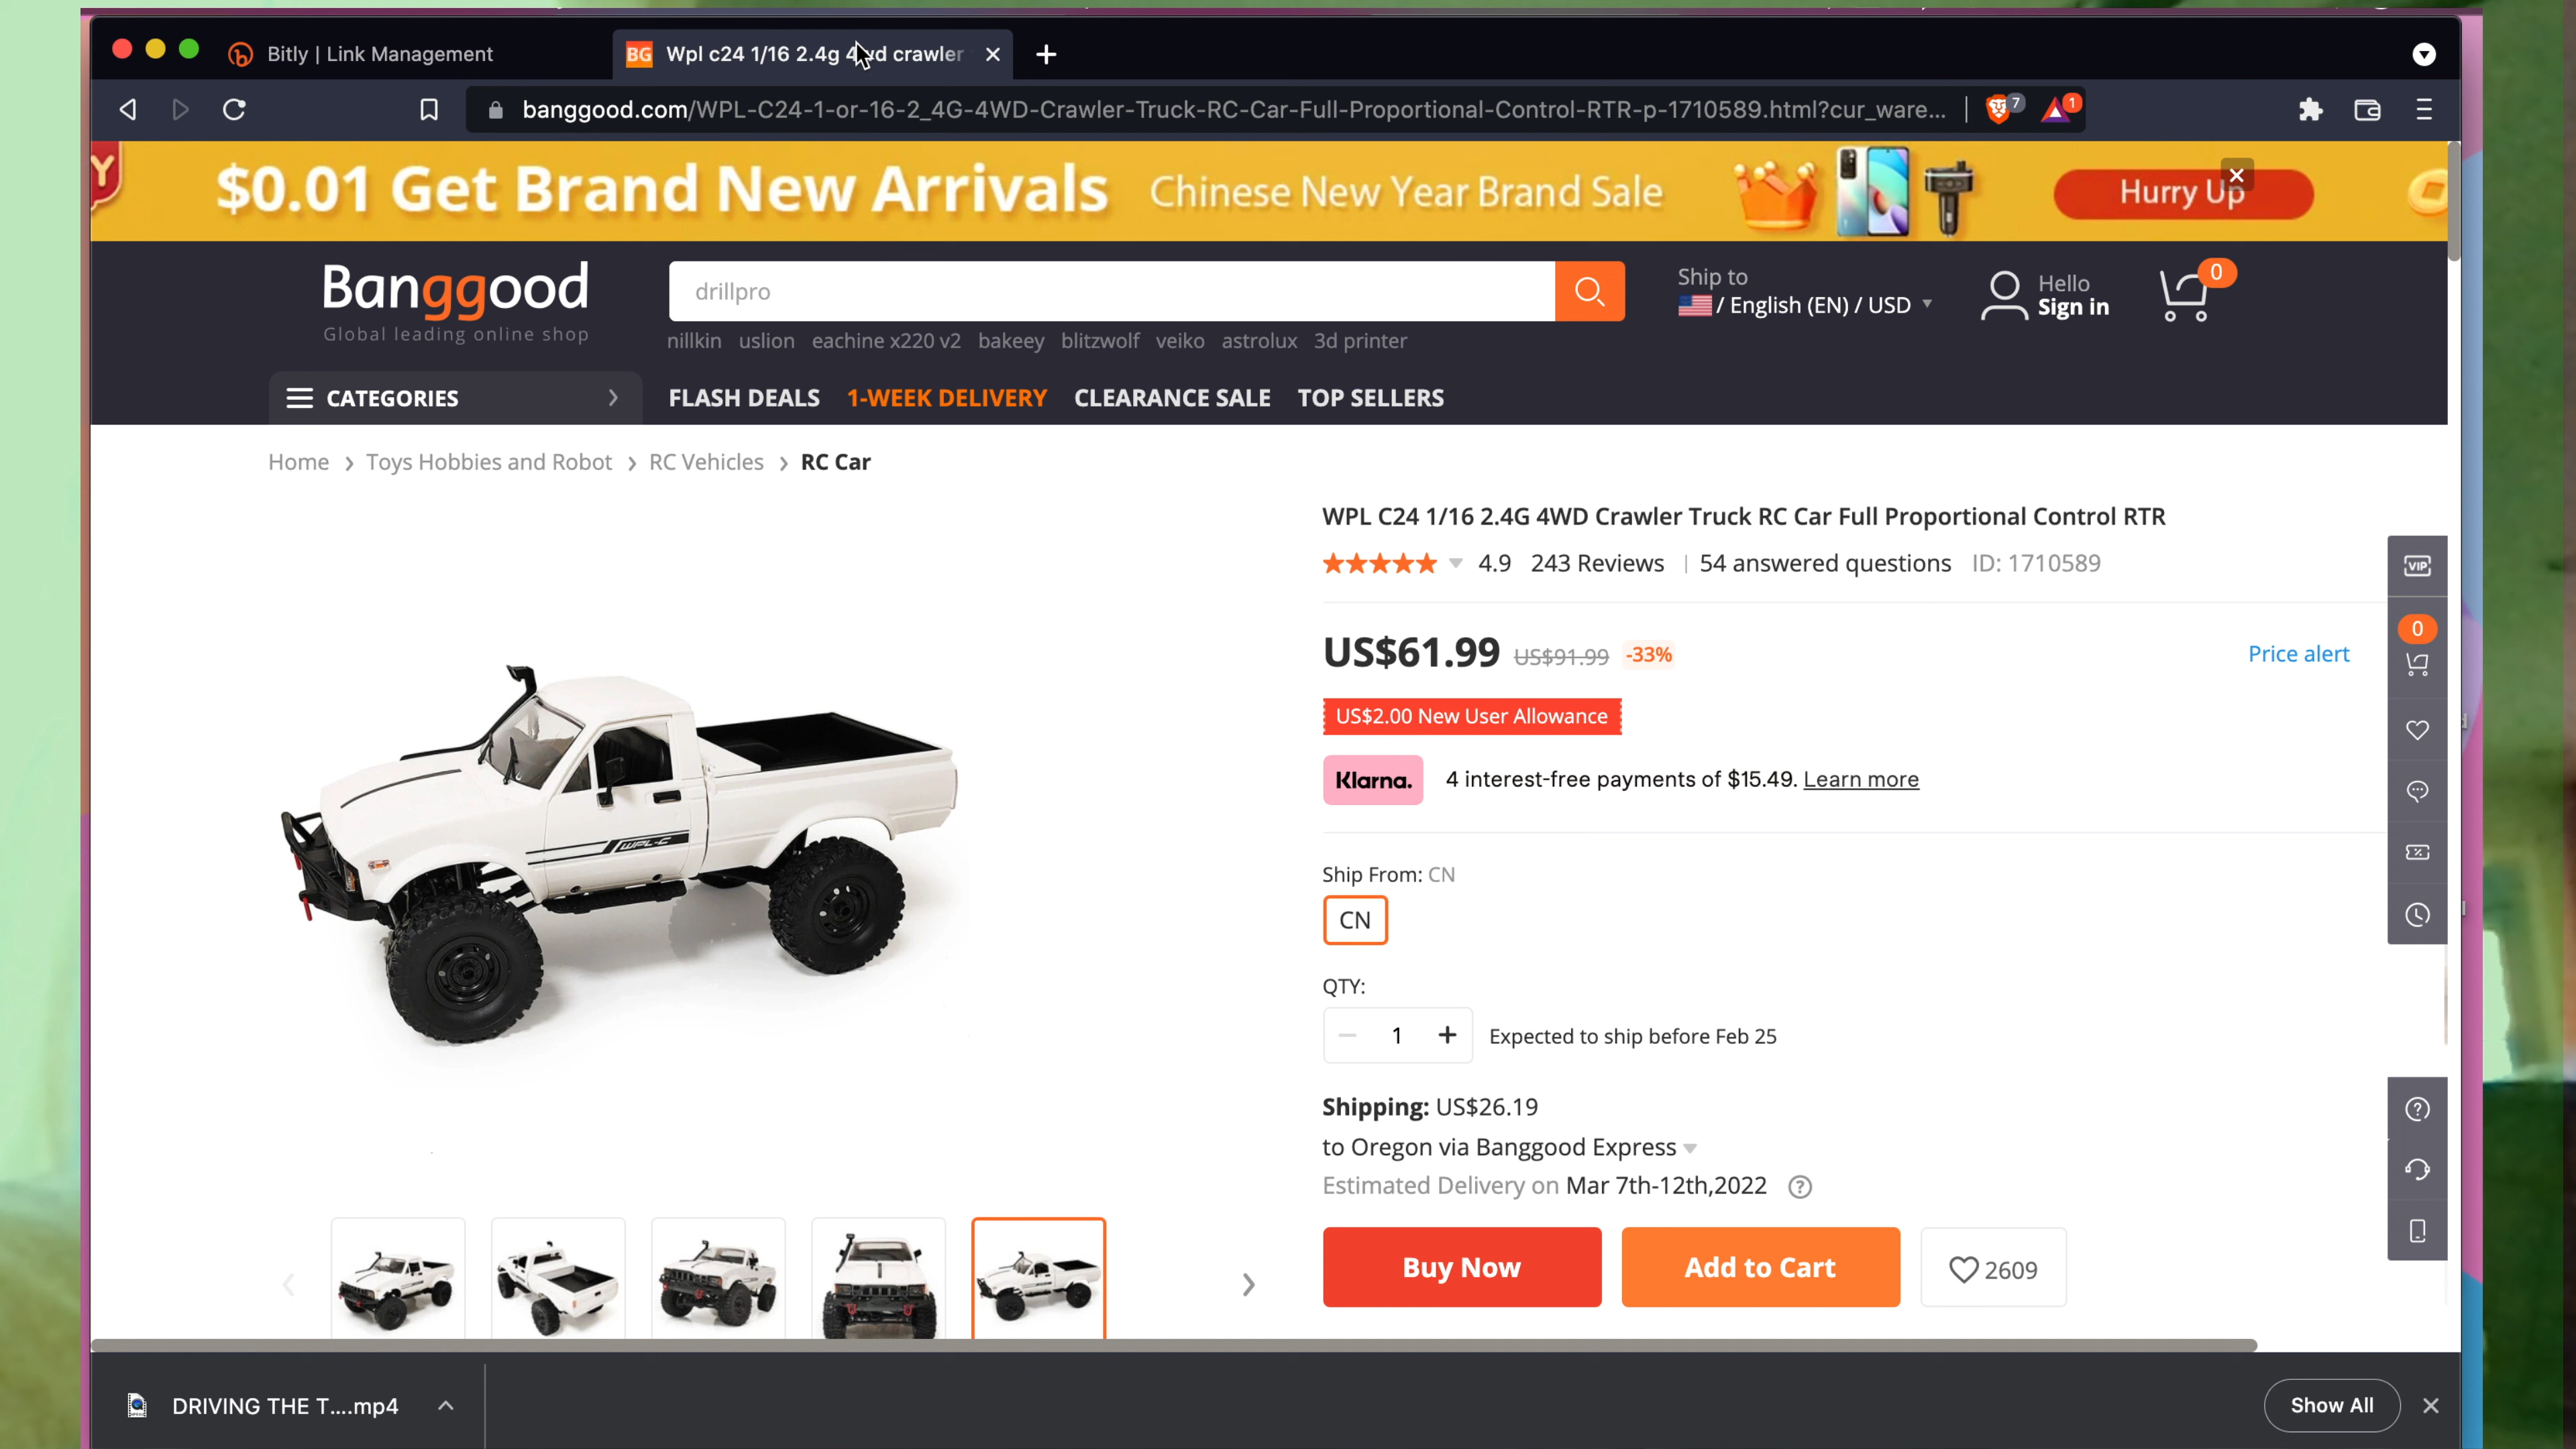 Bitly | Link Management
BG Wpl c24 1/16 2.4g 4wd crawler
banggood.com/WPL-C24-1-or-16-2_4G-4WD-Crawler-Truck-RC-Car-Full-Proportional-Control-RTR-p-1710589.html?cur_ware...
7
1
Y
$0.01 Get Brand New Arrivals Chinese New Year Brand Sale
Hurry Up
Banggood
Global leading online shop
drillpro
nillkin uslion eachine x220 v2 bakeey blitzwolf veiko astrolux 3d printer
Ship to
/ English (EN) / USD
Hello
Sign in
0
CATEGORIES
FLASH DEALS 1-WEEK DELIVERY CLEARANCE SALE TOP SELLERS
Home > Toys Hobbies and Robot > RC Vehicles > RC Car
WPL C24 1/16 2.4G 4WD Crawler Truck RC Car Full Proportional Control RTR
4.9 243 Reviews | 54 answered questions ID: 1710589
US$61.99 US$91.99 -33%
Price alert
US$2.00 New User Allowance
Klarna. 4 interest-free payments of $15.49. Learn more
Ship From: CN
CN
QTY:
1
Expected to ship before Feb 25
Shipping: US$26.19
to Oregon via Banggood Express
Estimated Delivery on Mar 7th-12th,2022
Buy Now
Add to Cart
2609
WPL-C
VIP
0
DRIVING THE T....mp4
Show All